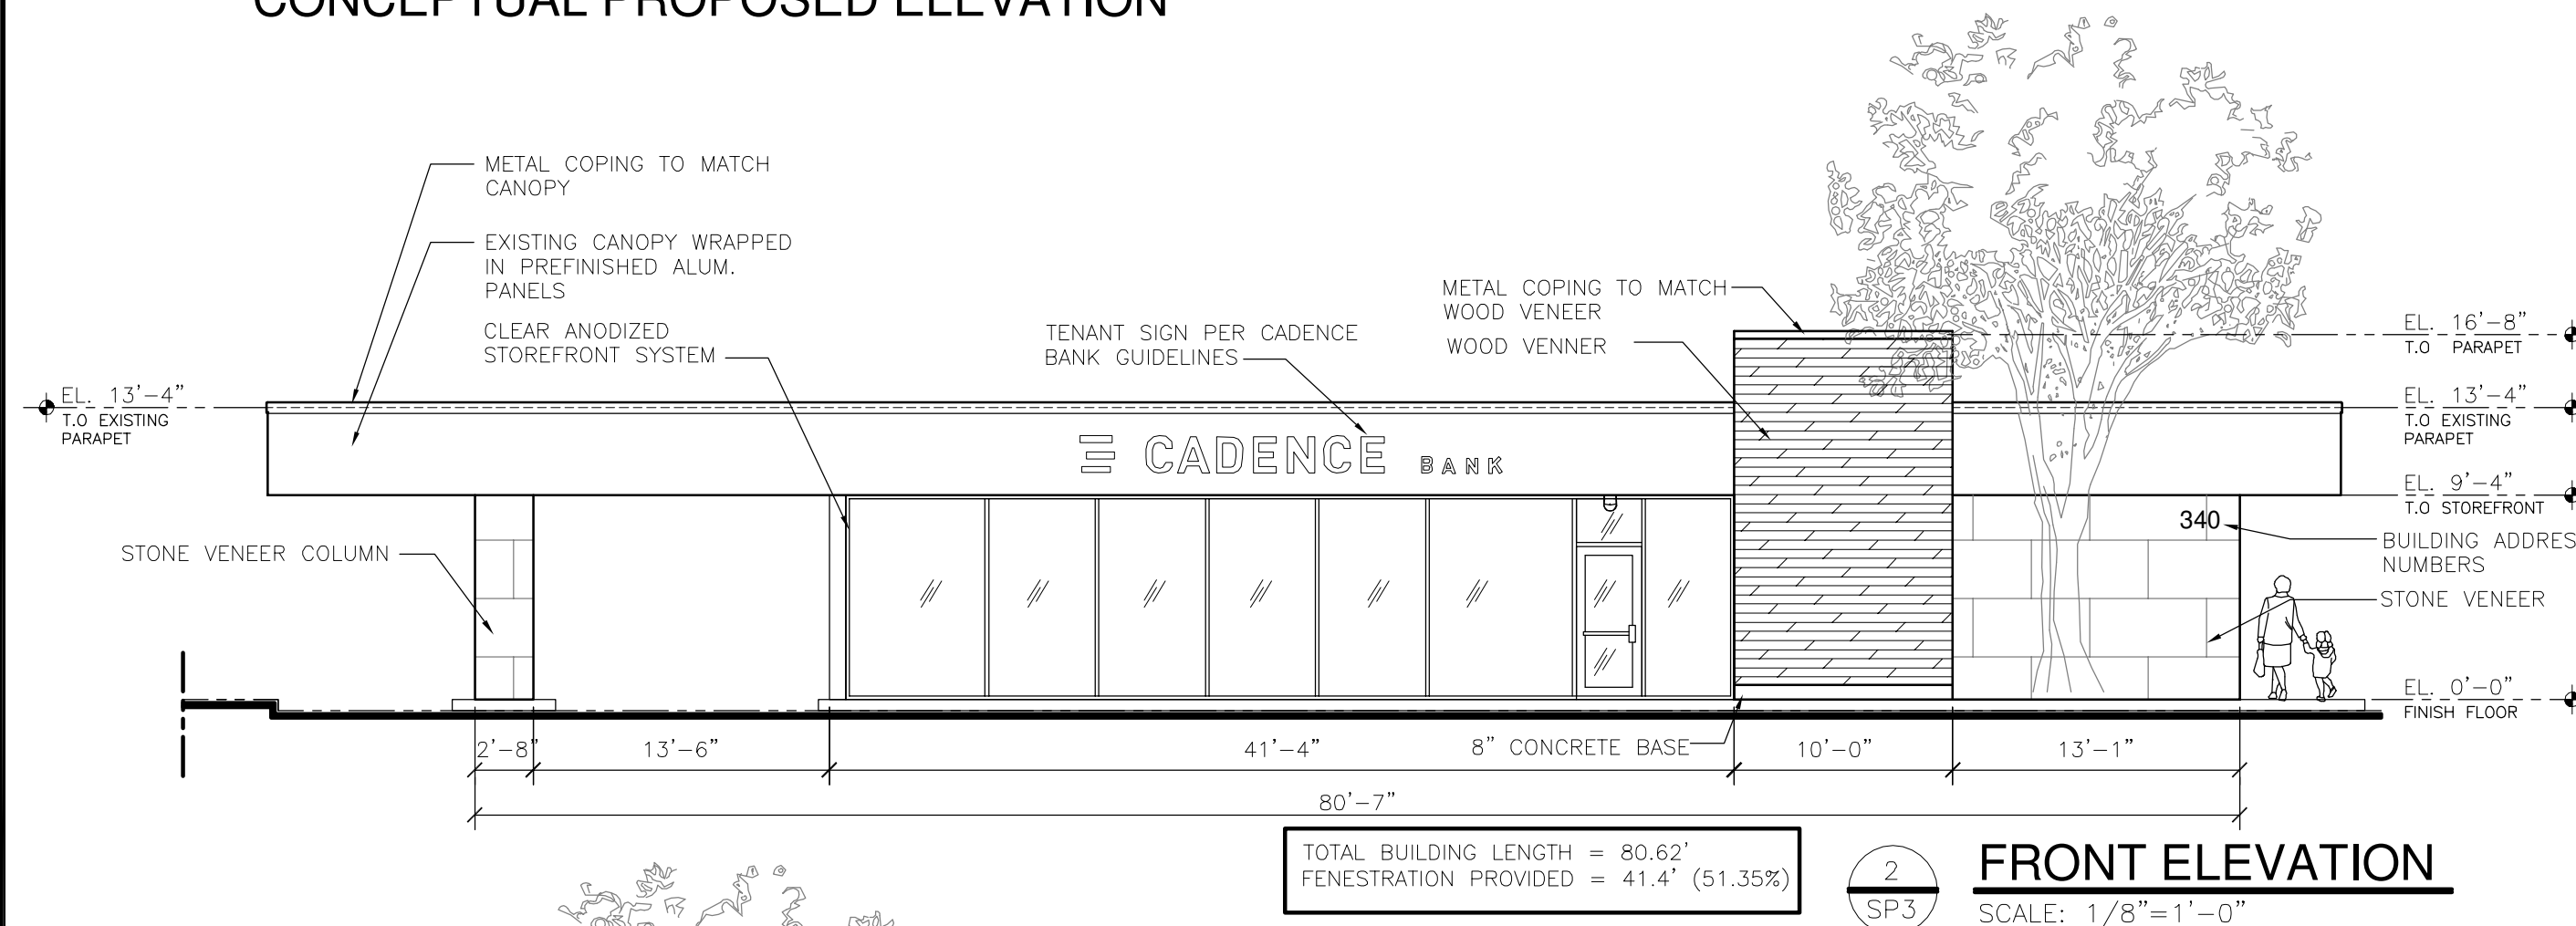 CONCEPTUAL PROPOSED ELEVATION
METAL COPING TO MATCH
CANOPY
EXISTING CANOPY WRAPPED
IN PREFINISHED ALUM.
PANELS
CLEAR ANODIZED
STOREFRONT SYSTEM
TENANT SIGN PER CADENCE
BANK GUIDELINES
METAL COPING TO MATCH
WOOD VENEER
WOOD VENNER
EL. 16'-8"
T.O PARAPET
EL. 13'-4"
T.O EXISTING
PARAPET
EL. 13'-4"
T.O EXISTING
PARAPET
CADENCE BANK
EL. 9'-4"
T.O STOREFRONT
340
BUILDING ADDRES
NUMBERS
STONE VENEER COLUMN
STONE VENEER
EL. 0'-0"
FINISH FLOOR
2'-8"
13'-6"
41'-4"
8" CONCRETE BASE
10'-0"
13'-1"
80'-7"
TOTAL BUILDING LENGTH = 80.62'
FENESTRATION PROVIDED = 41.4' (51.35%)
2
SP3
FRONT ELEVATION
SCALE: 1/8"=1'-0"